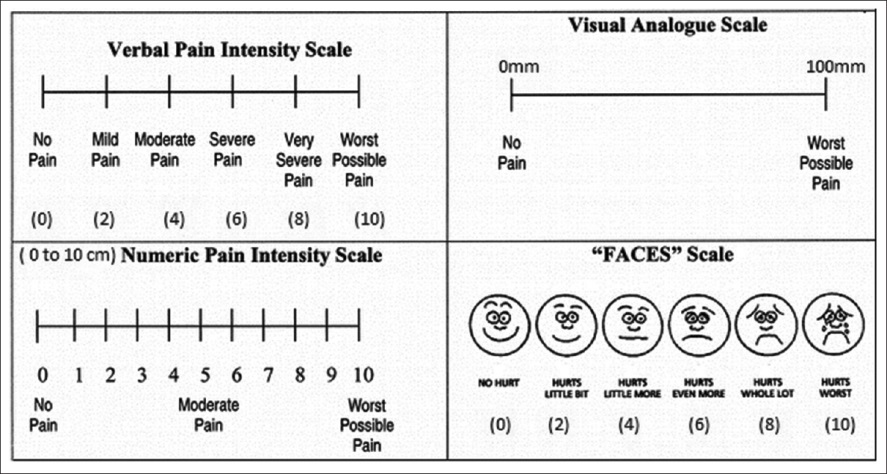 Verbal Pain Intensity Scale
No Pain
Mild Pain
Moderate Pain
Severe Pain
Very Severe Pain
Worst Possible Pain
(0) (2) (4) (6) (8) (10)
Visual Analogue Scale
0mm 100mm
No Pain
Worst Possible Pain
( 0 to 10 cm) Numeric Pain Intensity Scale
0 1 2 3 4 5 6 7 8 9 10
No Pain
Moderate Pain
Worst Possible Pain
“FACES” Scale
NO HURT
HURTS LITTLE BIT
HURTS LITTLE MORE
HURTS EVEN MORE
HURTS WHOLE LOT
HURTS WORST
(0) (2) (4) (6) (8) (10)